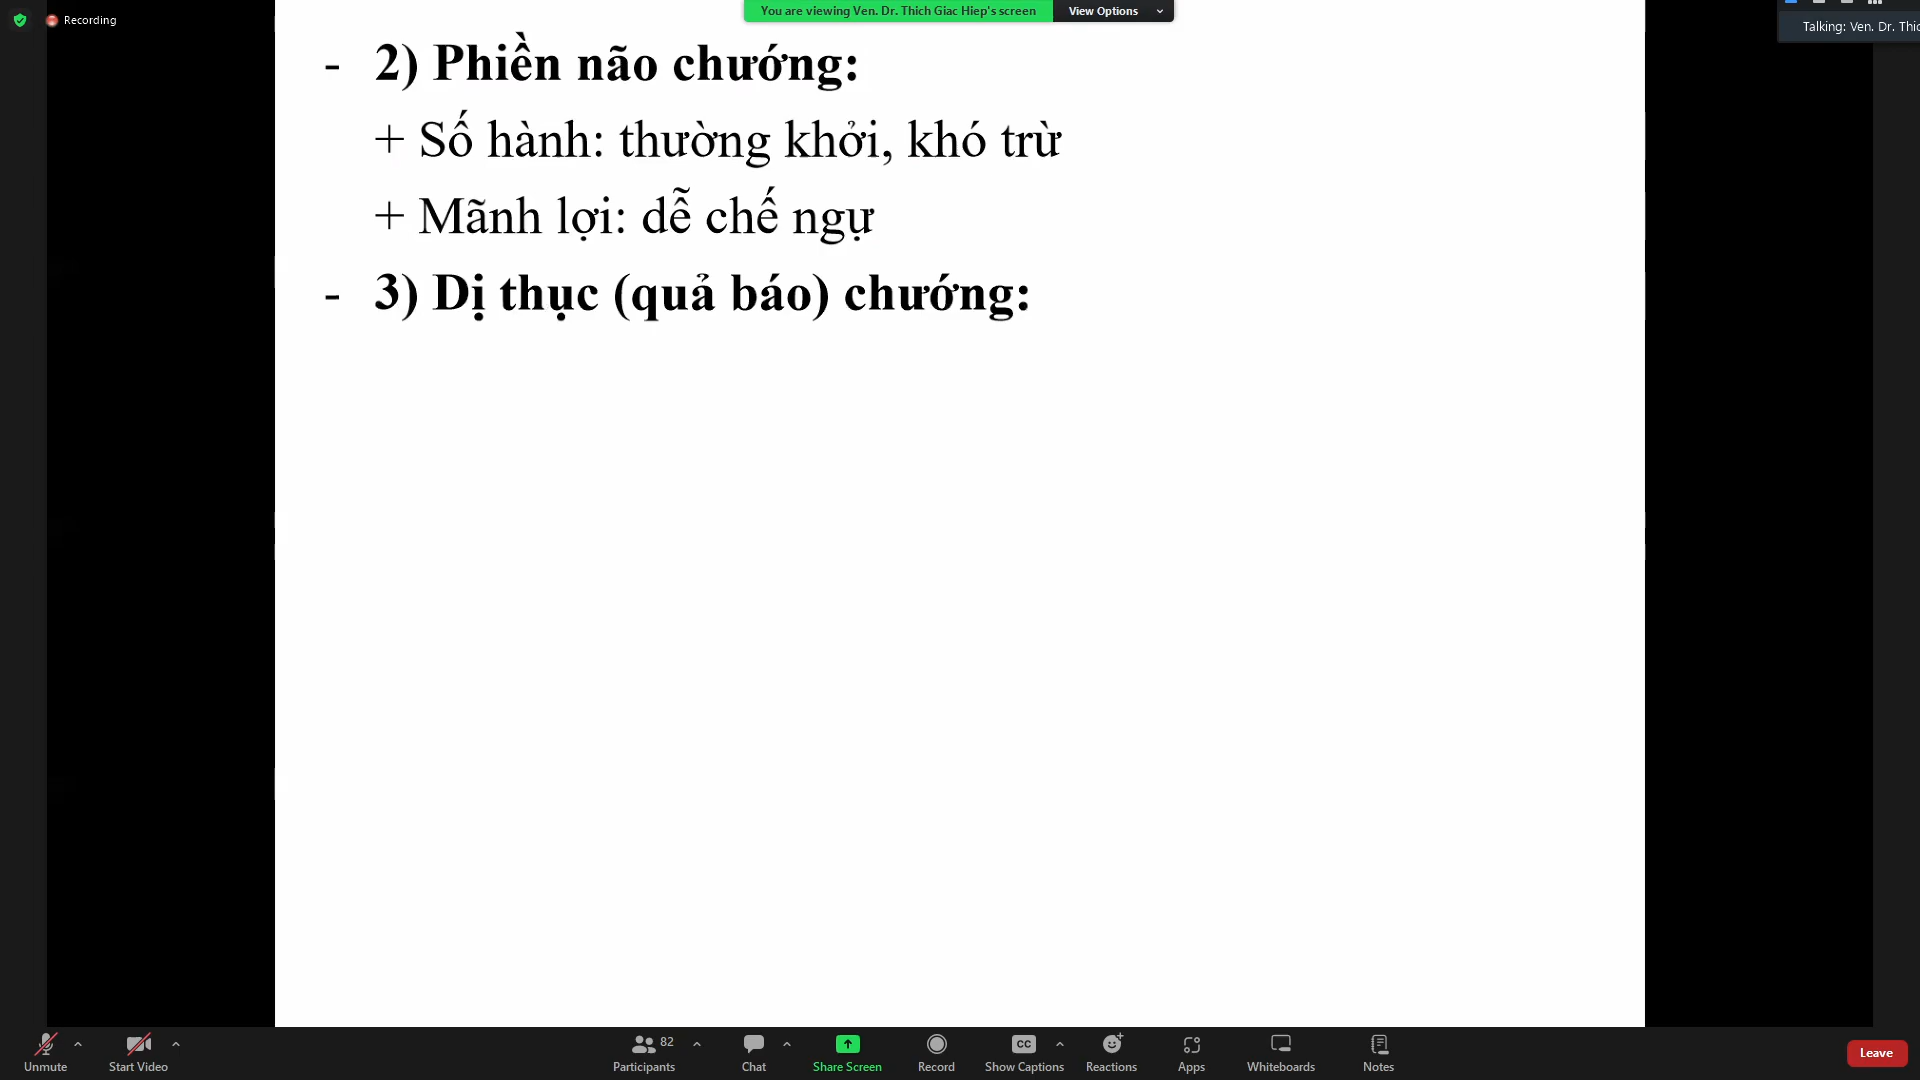 Recording
You are viewing Ven. Dr. Thich Giac Hiep's screen
View Options
Talking: Ven. Dr. Thic
- 2) Phiền não chướng:
+ Số hành: thường khởi, khó trừ
+ Mãnh lợi: dễ chế ngự
- 3) Dị thục (quả báo) chướng:
Unmute
Start Video
82
Participants
Chat
Share Screen
Record
CC
Show Captions
Reactions
Apps
Whiteboards
Notes
Leave